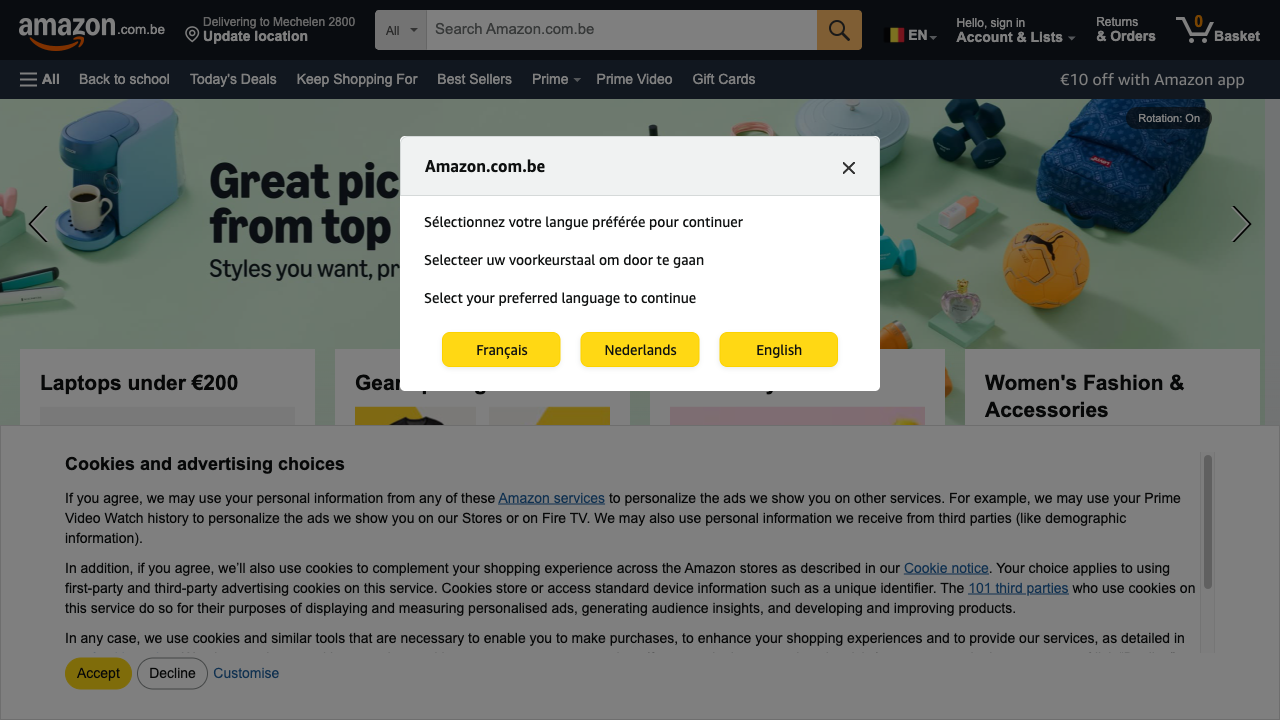 amazon.com.be
Delivering to Mechelen 2800
Update location
All
Search Amazon.com.be
EN
Hello, sign in
Account & Lists
Returns
& Orders
0
Basket
All
Back to school
Today's Deals
Keep Shopping For
Best Sellers
Prime
Prime Video
Gift Cards
€10 off with Amazon app
Rotation: On
Great pic
from top
Styles you want, pr
Amazon.com.be
Sélectionnez votre langue préférée pour continuer
Selecteer uw voorkeurstaal om door te gaan
Select your preferred language to continue
Français
Nederlands
English
Laptops under €200
Women's Fashion &
Accessories
Cookies and advertising choices
If you agree, we may use your personal information from any of these Amazon services to personalize the ads we show you on other services. For example, we may use your Prime
Video Watch history to personalize the ads we show you on our Stores or on Fire TV. We may also use personal information we receive from third parties (like demographic
information).
In addition, if you agree, we’ll also use cookies to complement your shopping experience across the Amazon stores as described in our Cookie notice. Your choice applies to using
first-party and third-party advertising cookies on this service. Cookies store or access standard device information such as a unique identifier. The 101 third parties who use cookies on
this service do so for their purposes of displaying and measuring personalised ads, generating audience insights, and developing and improving products.
In any case, we use cookies and similar tools that are necessary to enable you to make purchases, to enhance your shopping experiences and to provide our services, as detailed in
Accept
Decline
Customise